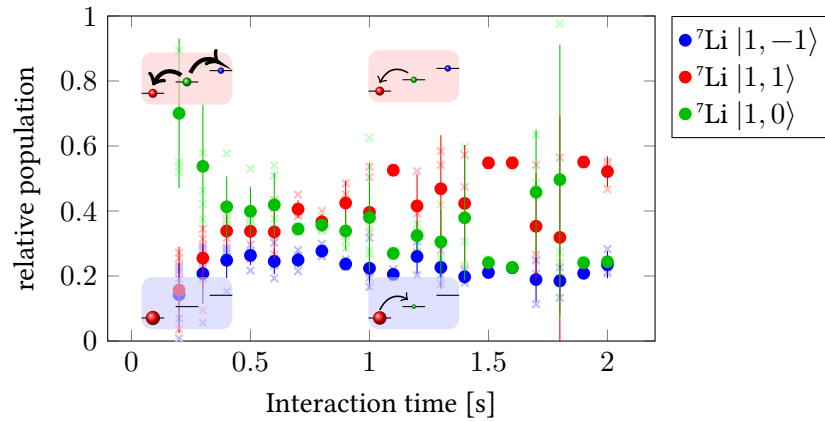 1
0.8
0.6
0.4
0.2
0
relative population
0
0.5
1
1.5
2
Interaction time [s]
⁷Li |1, −1⟩
⁷Li |1, 1⟩
⁷Li |1, 0⟩